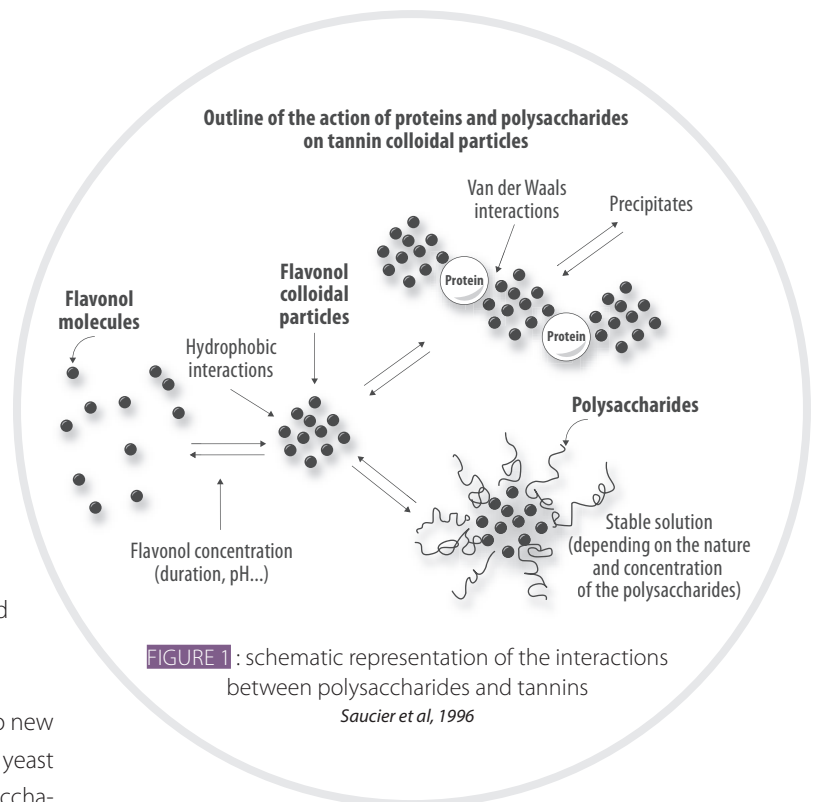 Outline of the action of proteins and polysaccharides
on tannin colloidal particles
Van der Waals
interactions
Precipitates
Protein
Protein
Flavonol
colloidal
particles
Flavonol
molecules
Hydrophobic
interactions
Polysaccharides
Flavonol concentration
(duration, pH...)
Stable solution
(depending on the nature
and concentration
of the polysaccharides)
FIGURE 1 : schematic representation of the interactions
between polysaccharides and tannins
Saucier et al, 1996
new
yeast